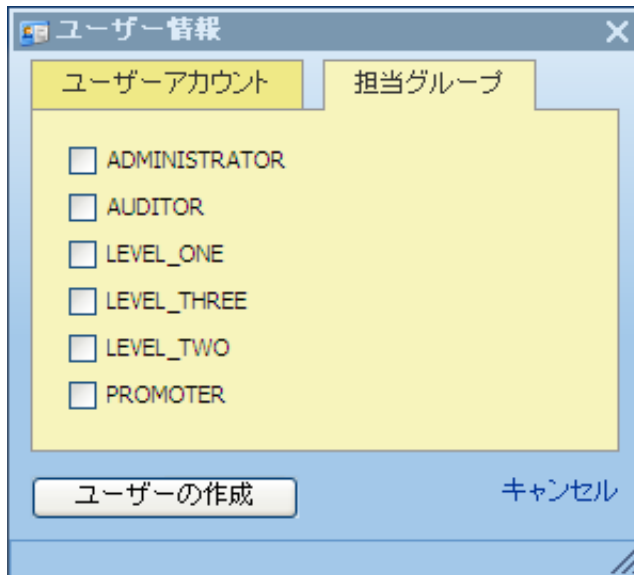 ユーザー情報
ユーザーアカウント 担当グループ
ADMINISTRATOR
AUDITOR
LEVEL_ONE
LEVEL_THREE
LEVEL_TWO
PROMOTER
ユーザーの作成 キャンセル